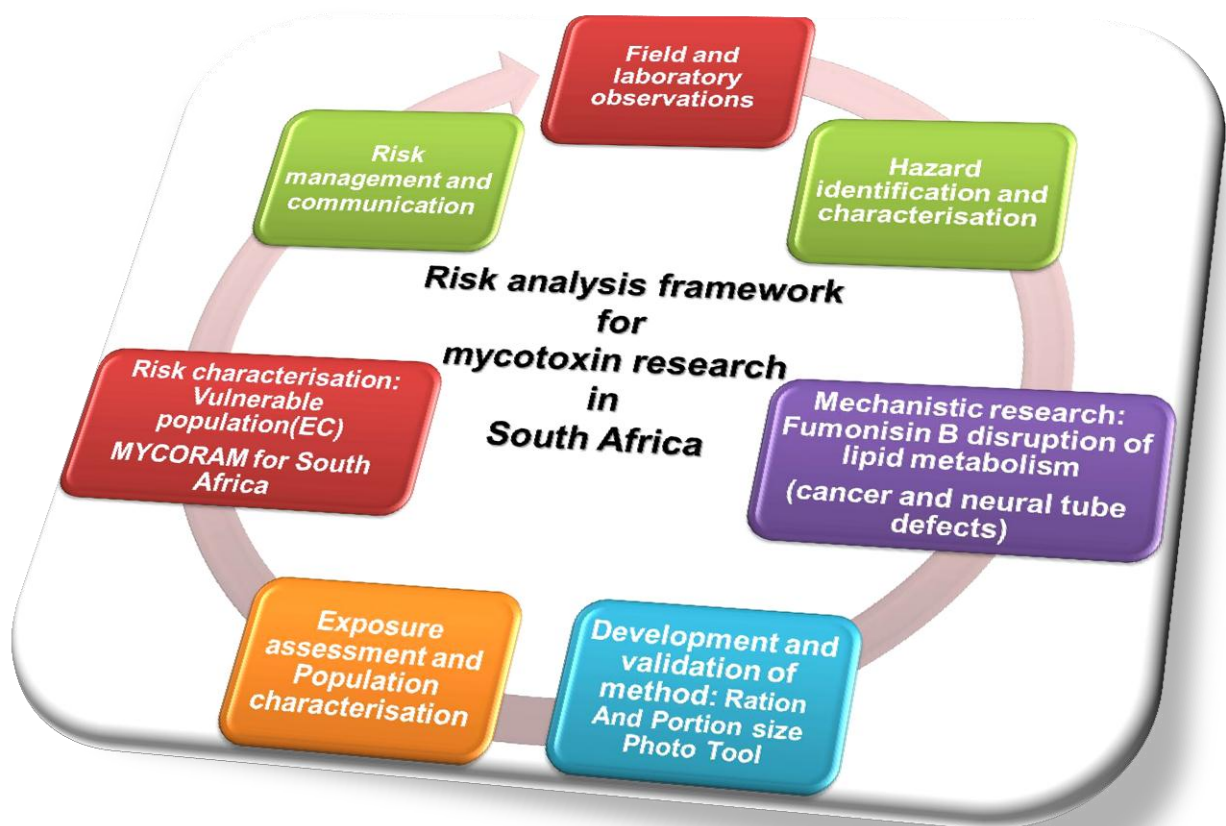 Field and
laboratory
observations
Hazard
identification and
characterisation
Mechanistic research:
Fumonisin B disruption of
lipid metabolism
(cancer and neural tube
defects)
Development and
validation of
method: Ration
And Portion size
Photo Tool
Exposure
assessment and
Population
characterisation
Risk characterisation:
Vulnerable
population(EC)
MYCORAM for South
Africa
Risk
management and
communication
Risk analysis framework
for
mycotoxin research
in
South Africa